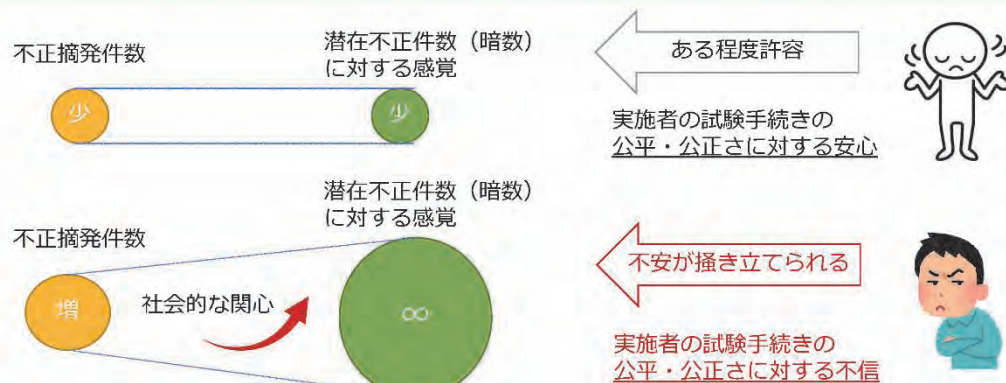 不正摘発件数
潜在不正件数（暗数）
に対する感覚
少
少
ある程度許容
実施者の試験手続きの
公平・公正さに対する安心
不正摘発件数
潜在不正件数（暗数）
に対する感覚
増
社会的な関心
∞
不安が掻き立てられる
実施者の試験手続きの
公平・公正さに対する不信